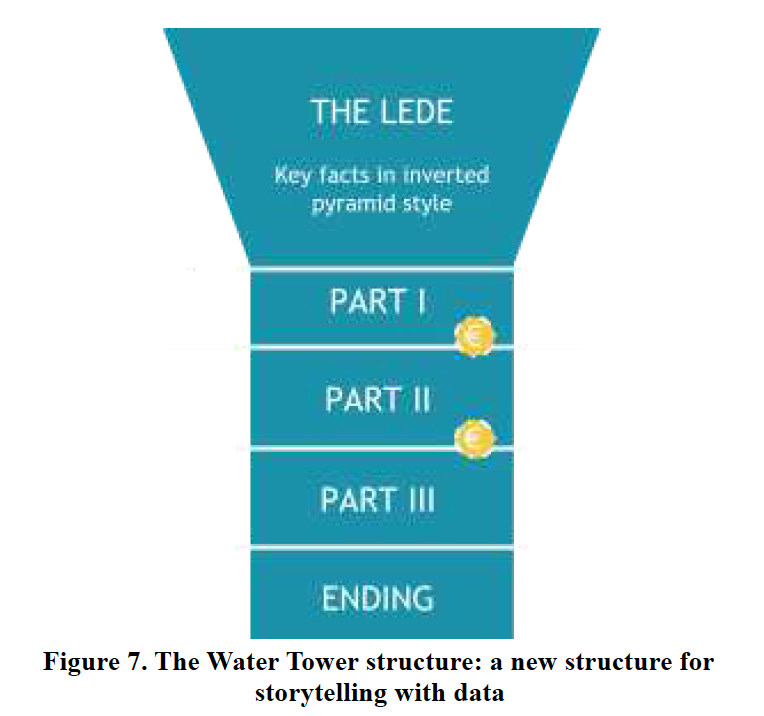 THE LEDE
Key facts in inverted
pyramid style
PART I
€
PART II
€
PART III
ENDING
Figure 7. The Water Tower structure: a new structure for
storytelling with data